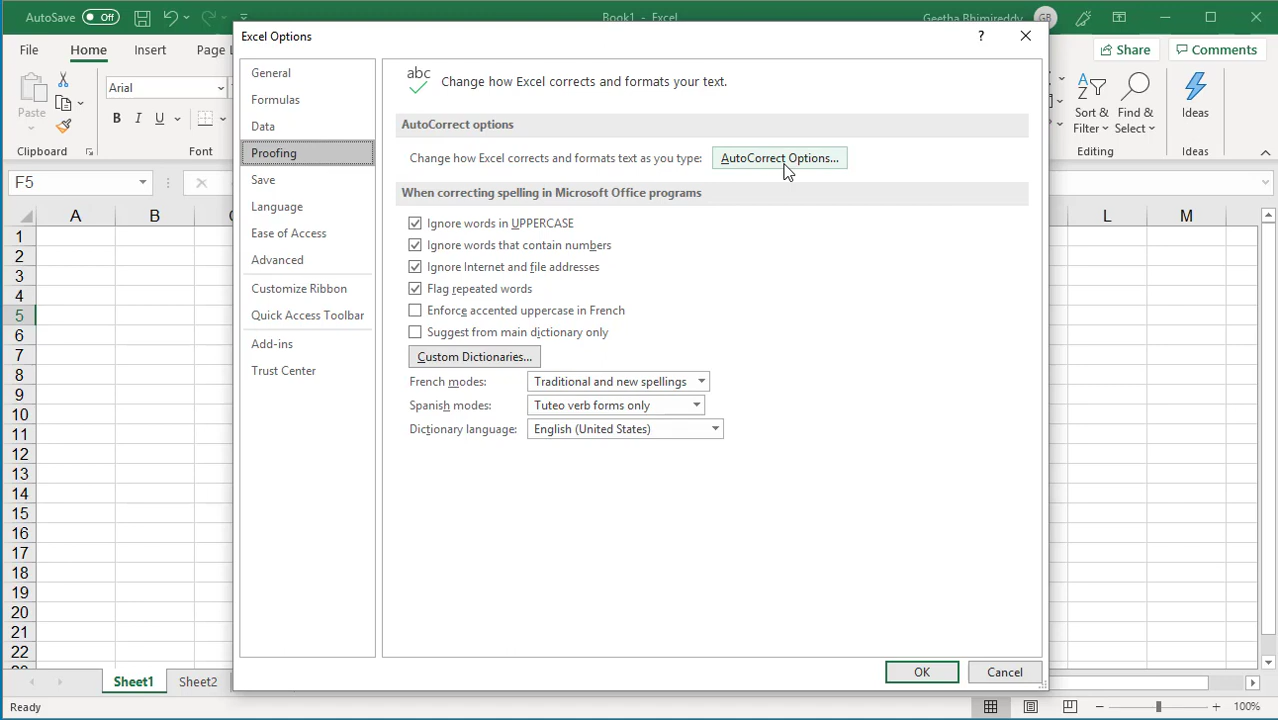 AutoSave Off Book1 - Excel Geetha Bhimireddy GB
Excel Options ?
File Home Insert Page L Share Comments
Paste
Clipboard
Arial
B I U
Font
Sort & Filter
Find & Select
Editing
Ideas
Ideas
F5
A B C L M
1
2
3
4
5
6
7
8
9
10
11
12
13
14
15
16
17
18
19
20
21
22
General
Formulas
Data
Proofing
Save
Language
Ease of Access
Advanced
Customize Ribbon
Quick Access Toolbar
Add-ins
Trust Center
abc Change how Excel corrects and formats your text.
AutoCorrect options
Change how Excel corrects and formats text as you type: AutoCorrect Options...
When correcting spelling in Microsoft Office programs
Ignore words in UPPERCASE
Ignore words that contain numbers
Ignore Internet and file addresses
Flag repeated words
Enforce accented uppercase in French
Suggest from main dictionary only
Custom Dictionaries...
French modes: Traditional and new spellings
Spanish modes: Tuteo verb forms only
Dictionary language: English (United States)
OK Cancel
Sheet1 Sheet2
Ready 100%